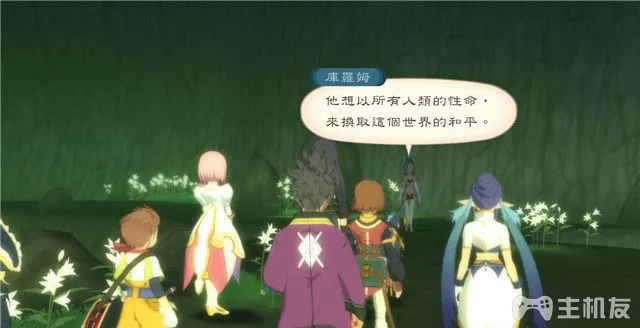 庫羅姆
他想以所有人類的性命，
來換取這個世界的和平。
主机友